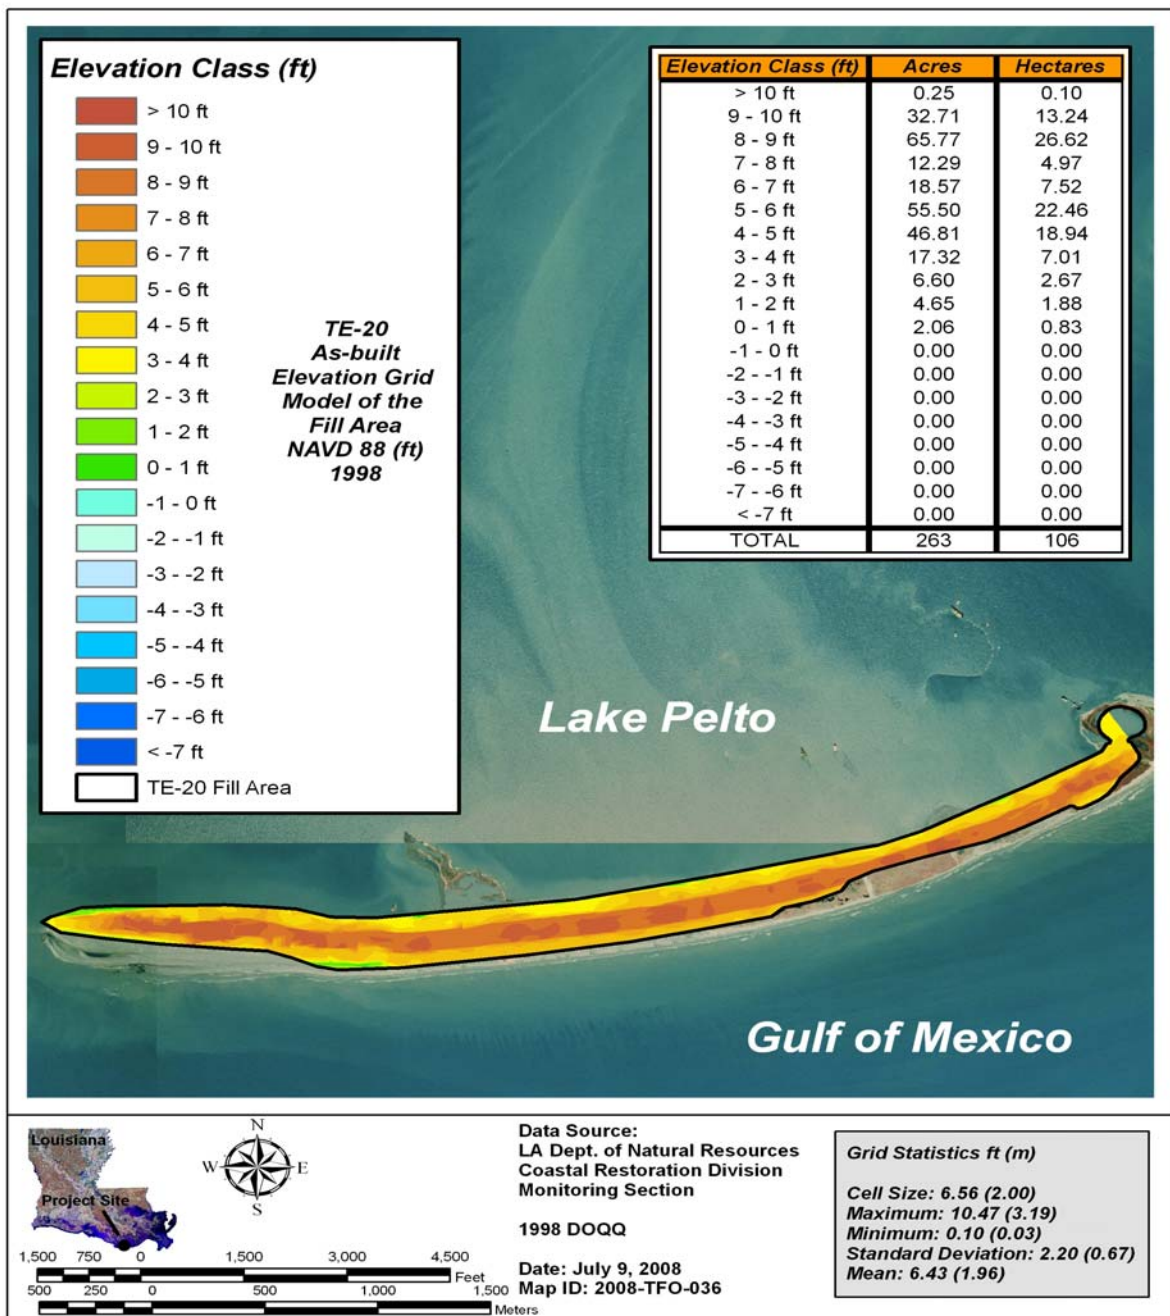 Elevation Class (ft)
> 10 ft
9 - 10 ft
8 - 9 ft
7 - 8 ft
6 - 7 ft
5 - 6 ft
4 - 5 ft
3 - 4 ft
2 - 3 ft
1 - 2 ft
0 - 1 ft
-1 - 0 ft
-2 - -1 ft
-3 - -2 ft
-4 - -3 ft
-5 - -4 ft
-6 - -5 ft
-7 - -6 ft
< -7 ft
TE-20 Fill Area
TE-20
As-built
Elevation Grid
Model of the
Fill Area
NAVD 88 (ft)
1998
Elevation Class (ft) Acres Hectares
> 10 ft 0.25 0.10
9 - 10 ft 32.71 13.24
8 - 9 ft 65.77 26.62
7 - 8 ft 12.29 4.97
6 - 7 ft 18.57 7.52
5 - 6 ft 55.50 22.46
4 - 5 ft 46.81 18.94
3 - 4 ft 17.32 7.01
2 - 3 ft 6.60 2.67
1 - 2 ft 4.65 1.88
0 - 1 ft 2.06 0.83
-1 - 0 ft 0.00 0.00
-2 - -1 ft 0.00 0.00
-3 - -2 ft 0.00 0.00
-4 - -3 ft 0.00 0.00
-5 - -4 ft 0.00 0.00
-6 - -5 ft 0.00 0.00
-7 - -6 ft 0.00 0.00
< -7 ft 0.00 0.00
TOTAL 263 106
Lake Pelto
Gulf of Mexico
Louisiana
Project Site
N
W E
S
1,500 750 0 1,500 3,000 4,500
Feet
500 250 0 500 1,000 1,500
Meters
Data Source:
LA Dept. of Natural Resources
Coastal Restoration Division
Monitoring Section
1998 DOQQ
Date: July 9, 2008
Map ID: 2008-TFO-036
Grid Statistics ft (m)
Cell Size: 6.56 (2.00)
Maximum: 10.47 (3.19)
Minimum: 0.10 (0.03)
Standard Deviation: 2.20 (0.67)
Mean: 6.43 (1.96)